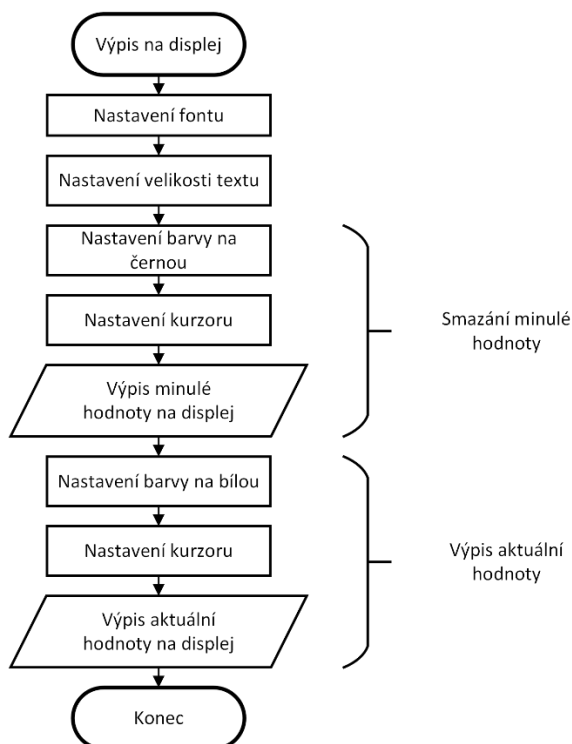 Výpis na displej
Nastavení fontu
Nastavení velikosti textu
Nastavení barvy na
černou
Nastavení kurzoru
Výpis minulé
hodnoty na displej
Smazání minulé
hodnoty
Nastavení barvy na bílou
Nastavení kurzoru
Výpis aktuální
hodnoty na displej
Výpis aktuální
hodnoty
Konec